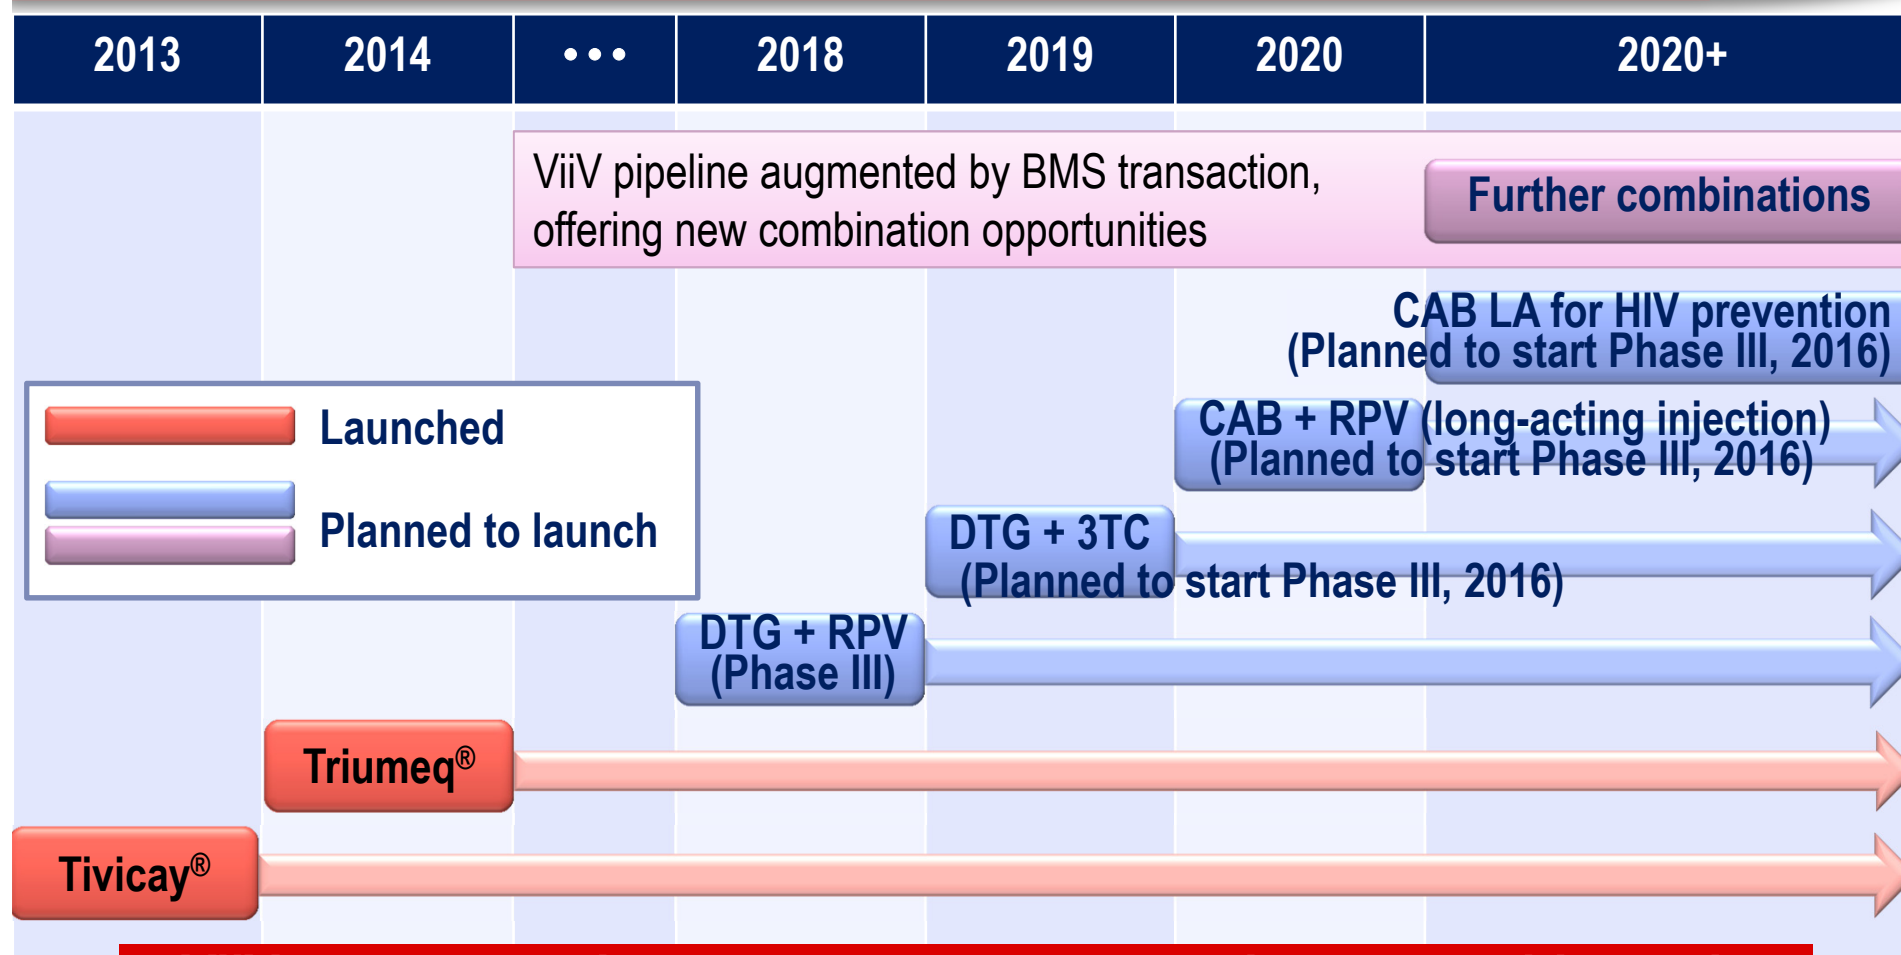 2013
2014
•••
2018
2019
2020
2020+
ViiV pipeline augmented by BMS transaction,
offering new combination opportunities
Further combinations
CAB LA for HIV prevention
(Planned to start Phase III, 2016)
Launched
Planned to launch
CAB + RPV (long-acting injection)
(Planned to start Phase III, 2016)
DTG + 3TC
(Planned to start Phase III, 2016)
DTG + RPV
(Phase III)
Triumeq®
Tivicay®